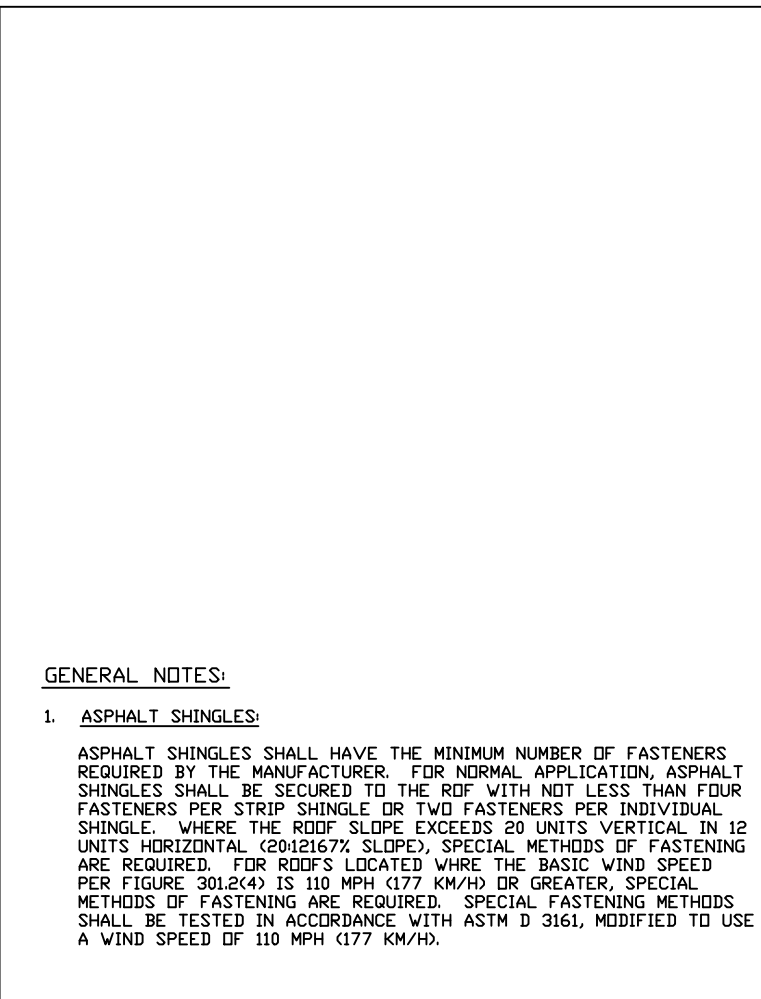 GENERAL NOTES:
1. ASPHALT SHINGLES:
ASPHALT SHINGLES SHALL HAVE THE MINIMUM NUMBER OF FASTENERS
REQUIRED BY THE MANUFACTURER. FOR NORMAL APPLICATION, ASPHALT
SHINGLES SHALL BE SECURED TO THE ROF WITH NOT LESS THAN FOUR
FASTENERS PER STRIP SHINGLE OR TWO FASTENERS PER INDIVIDUAL
SHINGLE. WHERE THE ROOF SLOPE EXCEEDS 20 UNITS VERTICAL IN 12
UNITS HORIZONTAL (20:12167% SLOPE), SPECIAL METHODS OF FASTENING
ARE REQUIRED. FOR ROOFS LOCATED WHRE THE BASIC WIND SPEED
PER FIGURE 301.2(4) IS 110 MPH (177 KM/H) OR GREATER, SPECIAL
METHODS OF FASTENING ARE REQUIRED. SPECIAL FASTENING METHODS
SHALL BE TESTED IN ACCORDANCE WITH ASTM D 3161, MODIFIED TO USE
A WIND SPEED OF 110 MPH (177 KM/H).